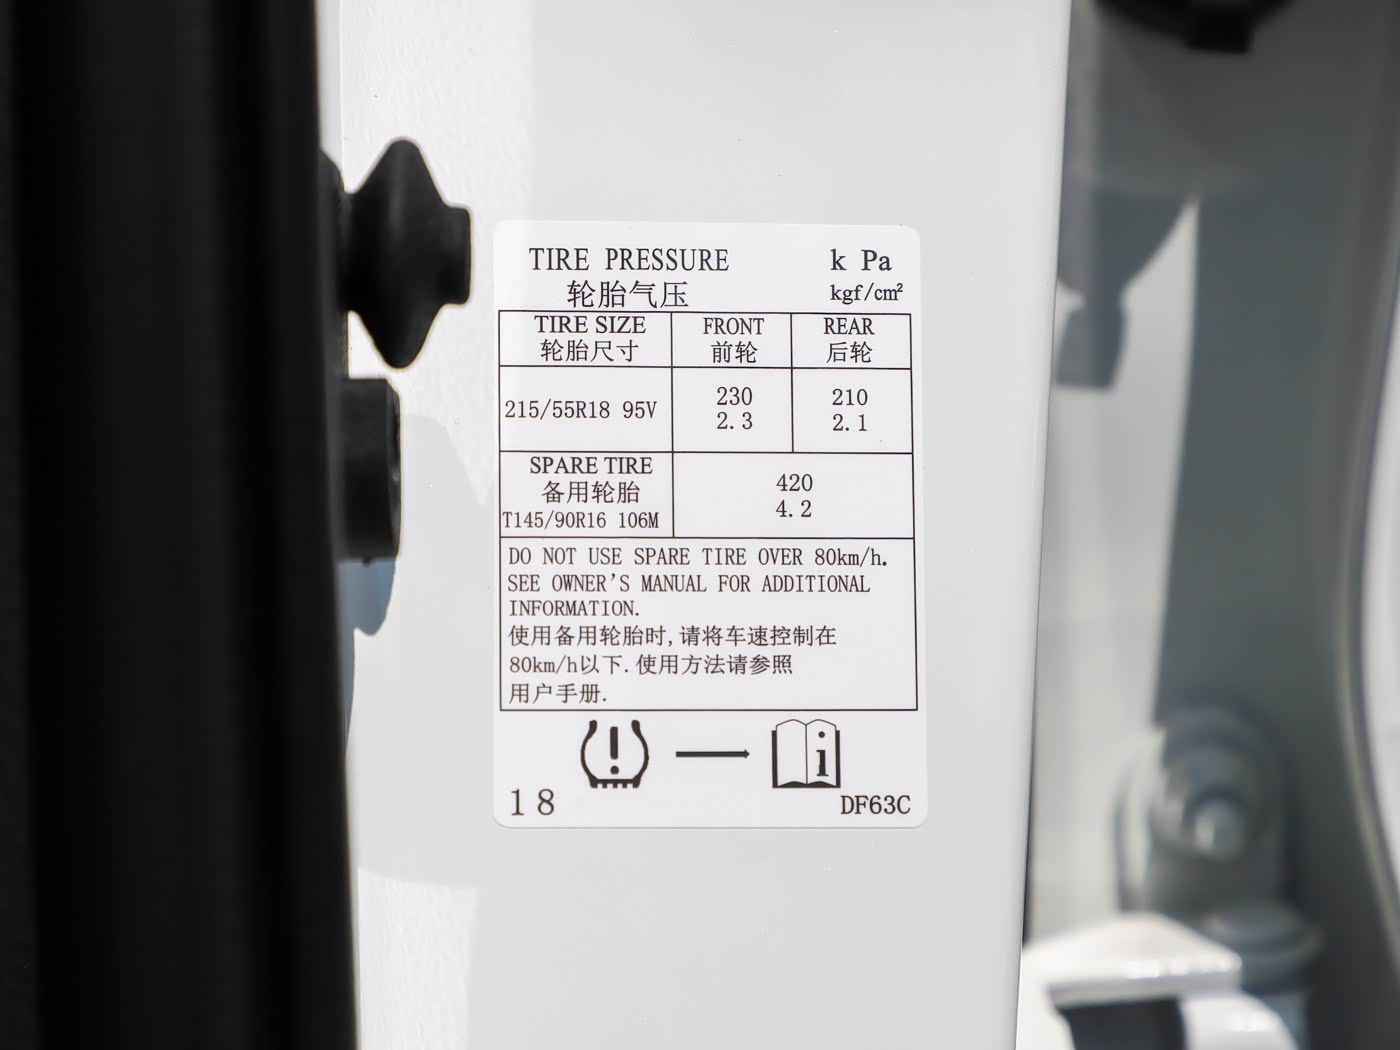 TIRE PRESSURE k Pa
轮胎气压 kgf/cm²
TIRE SIZE FRONT REAR
轮胎尺寸 前轮 后轮
215/55R18 95V
230 210
2.3 2.1
SPARE TIRE
备用轮胎
T145/90R16 106M
420
4.2
DO NOT USE SPARE TIRE OVER 80km/h.
SEE OWNER'S MANUAL FOR ADDITIONAL
INFORMATION.
使用备用轮胎时,请将车速控制在
80km/h以下.使用方法请参照
用户手册.
18 DF63C